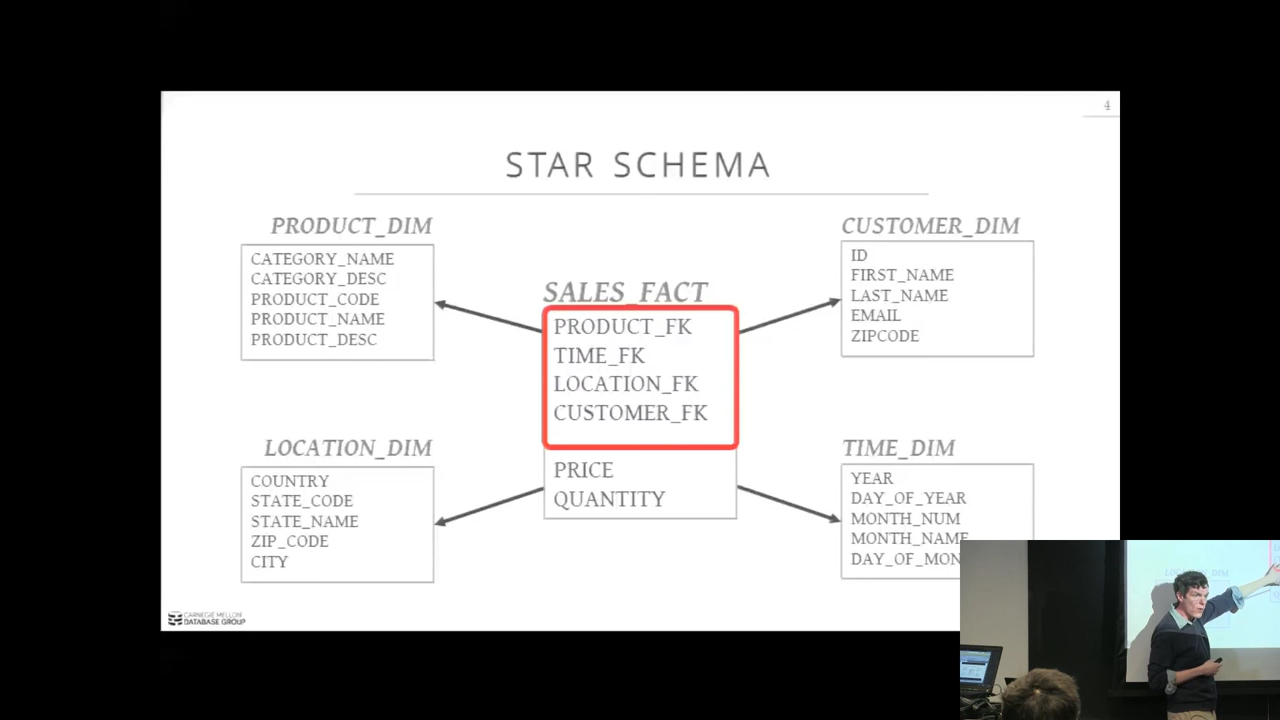 4
STAR SCHEMA
PRODUCT_DIM
CATEGORY_NAME
CATEGORY_DESC
PRODUCT_CODE
PRODUCT_NAME
PRODUCT_DESC
CUSTOMER_DIM
ID
FIRST_NAME
LAST_NAME
EMAIL
ZIPCODE
SALES_FACT
PRODUCT_FK
TIME_FK
LOCATION_FK
CUSTOMER_FK
PRICE
QUANTITY
LOCATION_DIM
COUNTRY
STATE_CODE
STATE_NAME
ZIP_CODE
CITY
TIME_DIM
YEAR
DAY_OF_YEAR
MONTH_NUM
MONTH_NAME
DAY_OF_MON
CARNEGIE MELLON
DATABASE GROUP
LOCATION_DIM